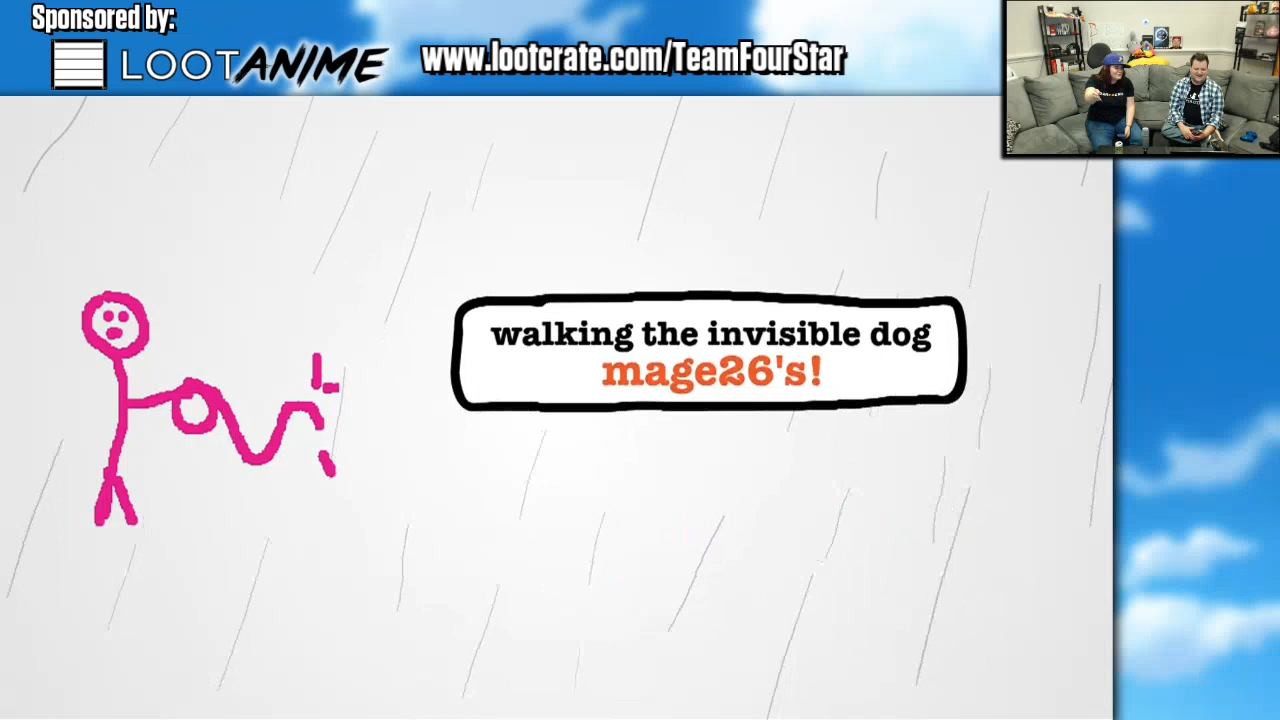 Sponsored by:
LOOTANIME
www.lootcrate.com/TeamFourStar
walking the invisible dog
mage26's!